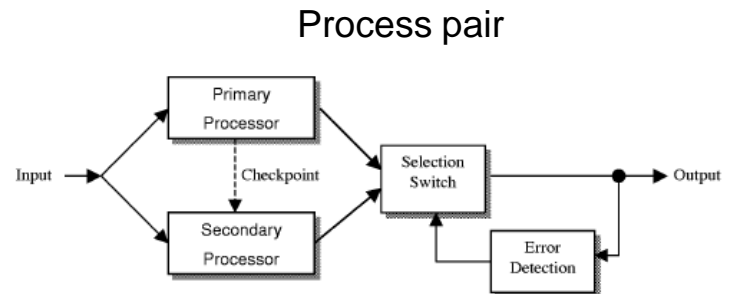 Process pair
Primary
Processor
Input
Checkpoint
Selection
Switch
Output
Secondary
Processor
Error
Detection